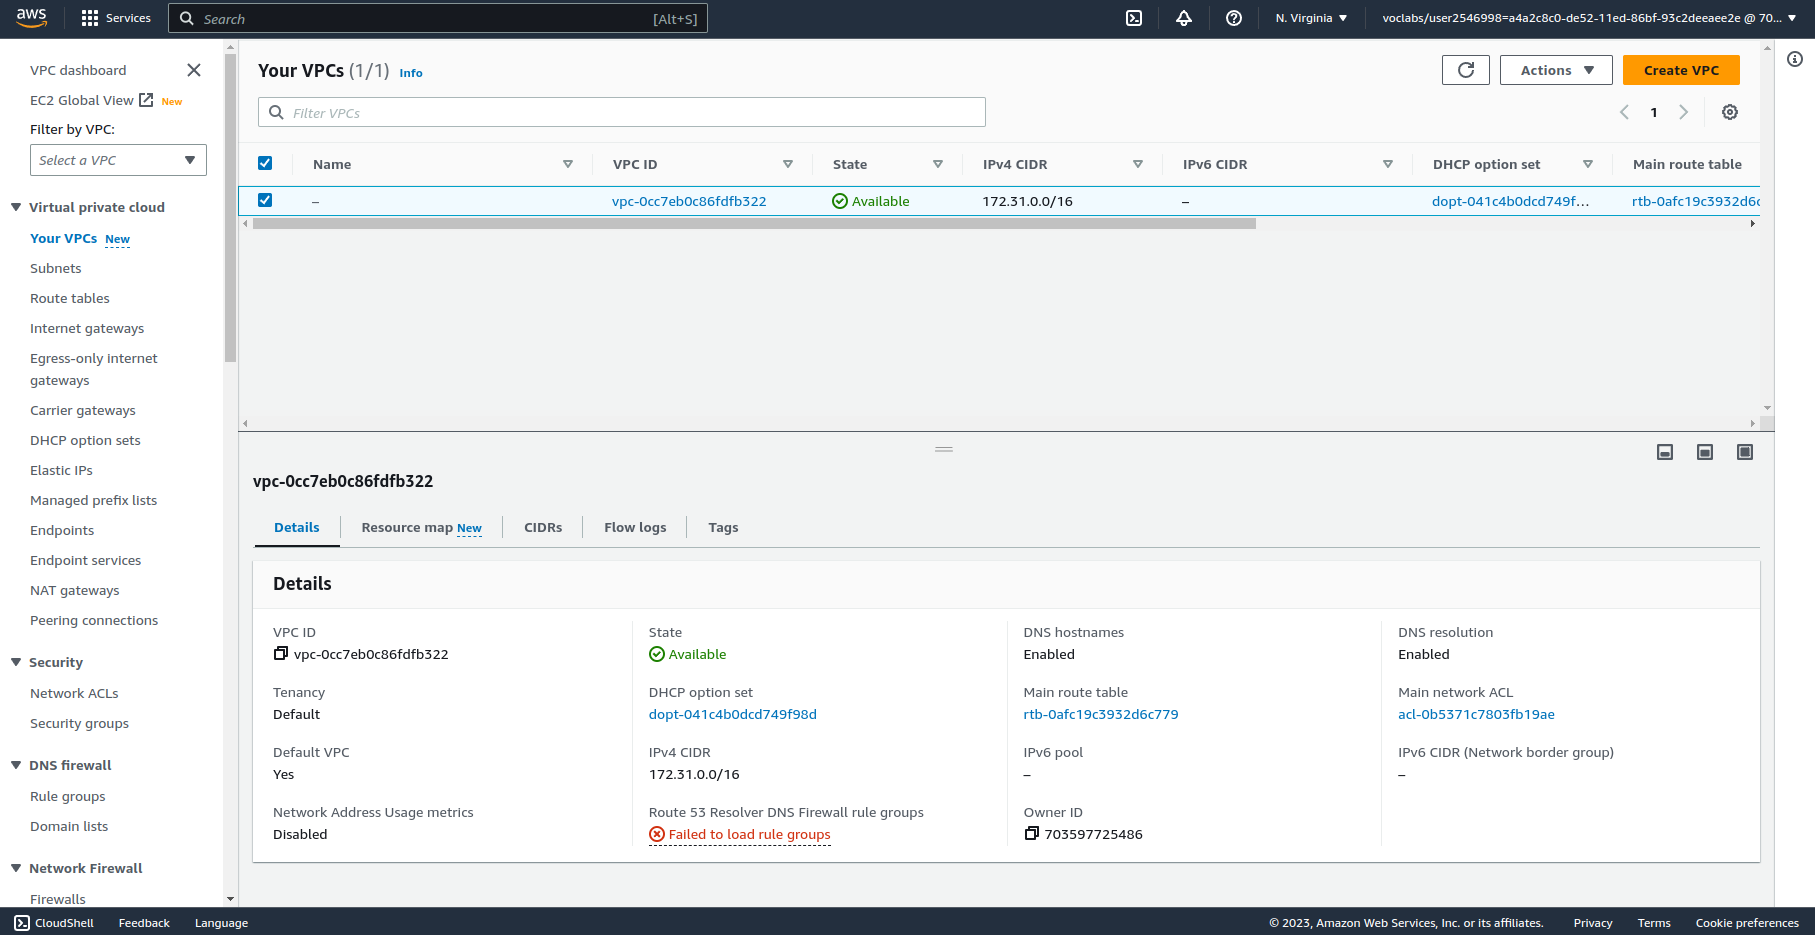 aws
Services
Search
[Alt+S]
N. Virginia
voclabs/user2546998=a4a2c8c0-de52-11ed-86bf-93c2deeaee2e @ 70...
VPC dashboard
EC2 Global View New
Filter by VPC:
Select a VPC
Virtual private cloud
Your VPCs New
Subnets
Route tables
Internet gateways
Egress-only internet
gateways
Carrier gateways
DHCP option sets
Elastic IPs
Managed prefix lists
Endpoints
Endpoint services
NAT gateways
Peering connections
Security
Network ACLs
Security groups
DNS firewall
Rule groups
Domain lists
Network Firewall
Firewalls
Your VPCs (1/1) Info
Actions
Create VPC
Filter VPCs
1
Name VPC ID State IPv4 CIDR IPv6 CIDR DHCP option set Main route table
– vpc-0cc7eb0c86fdfb322 Available 172.31.0.0/16 – dopt-041c4b0dcd749f... rtb-0afc19c3932d6c
vpc-0cc7eb0c86fdfb322
Details Resource map New CIDRs Flow logs Tags
Details
VPC ID State DNS hostnames DNS resolution
vpc-0cc7eb0c86fdfb322 Available Enabled Enabled
Tenancy DHCP option set Main route table Main network ACL
Default dopt-041c4b0dcd749f98d rtb-0afc19c3932d6c779 acl-0b5371c7803fb19ae
Default VPC IPv4 CIDR IPv6 pool IPv6 CIDR (Network border group)
Yes 172.31.0.0/16 – –
Network Address Usage metrics Route 53 Resolver DNS Firewall rule groups Owner ID
Disabled Failed to load rule groups 703597725486
CloudShell Feedback Language © 2023, Amazon Web Services, Inc. or its affiliates. Privacy Terms Cookie preferences